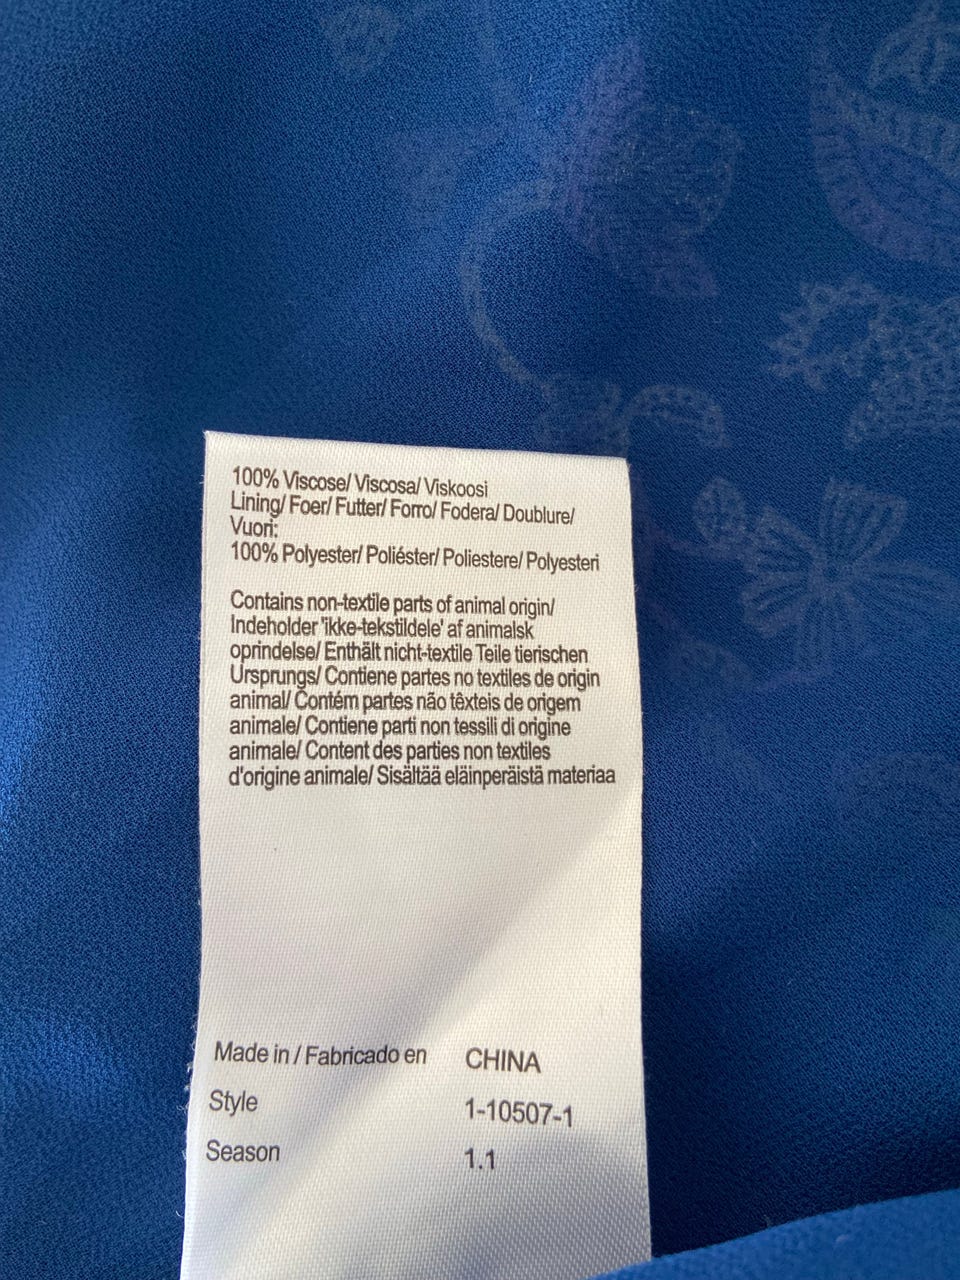 100% Viscose/ Viscosa/ Viskoosi
Lining/ Foer/ Futter/ Forro/ Fodera/ Doublure/
Vuori:
100% Polyester/ Poliéster/ Poliestere/ Polyesteri
Contains non-textile parts of animal origin/
Indeholder 'ikke-tekstildele' af animalsk
oprindelse/ Enthält nicht-textile Teile tierischen
Ursprungs/ Contiene partes no textiles de origin
animal/ Contém partes não têxteis de origem
animale/ Contiene parti non tessili di origine
animale/ Content des parties non textiles
d'origine animale/ Sisältää eläinperäistä materiaa
Made in / Fabricado en CHINA
Style 1-10507-1
Season 1.1